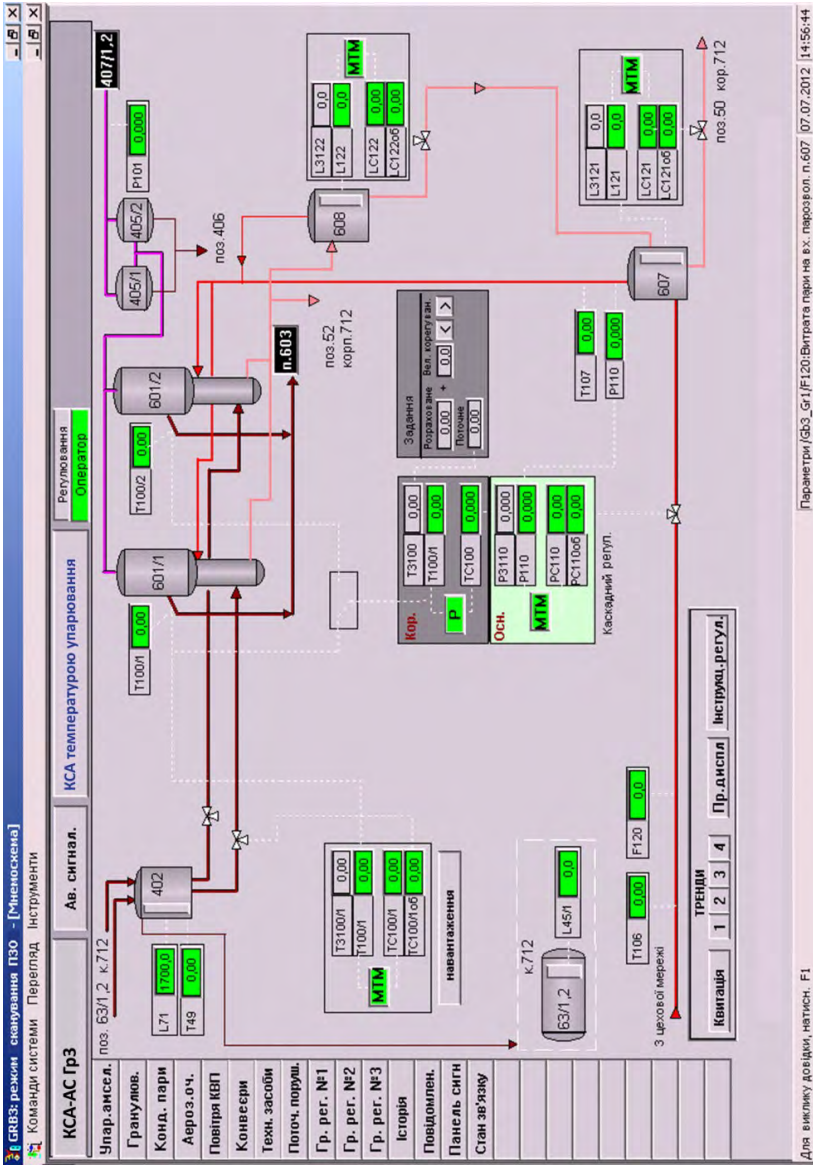 GRB3: режим сканування ПЗО - [Мнемосхема]
Команди системи Перегляд Інструменти
КСА-АС Гр3
Ав. сигнал.
КСА температурою упарювання
Регулювання
Оператор
Упар.амсел.
Гранулюв.
Конд. пари
Аероз.оч.
Повітря КВП
Конвеєри
Техн. засоби
Поточ. поруш.
Гр. рег. №1
Гр. рег. №2
Гр. рег. №3
Історія
Повідомлен.
Панель сигн
Стан зв'язку
поз. 63/1,2 к.712
402
L71 1700,0
T49 0,00
T100/1 0,00
601/1
T100/2 0,00
601/2
405/1
405/2
P101 0,000
407/1,2
поз.406
п.603
поз.52
корп.712
608
L3122 0,0
L122 0,0
МТМ
LC122 0,00
LC122об 0,00
T3100/1 0,00
T100/1 0,00
МТМ
TC100/1 0,00
TC100/1об 0,00
навантаження
Кор.
T3100 0,00
T100/1 0,00
P
TC100 0,000
Осн.
P3110 0,000
P110 0,000
МТМ
PC110 0,00
PC110об 0,00
Каскадний регул.
Задання
Розраховане Вел. корегуван.
0,00 + 0,0 < >
Поточне
0,00
T107 0,00
P110 0,000
607
L3121 0,0
L121 0,0
МТМ
LC121 0,00
LC121об 0,00
поз.50 кор.712
к.712
63/1,2
L45/1 0,0
T106 0,00
F120 0,0
З цехової мережі
Квитація
ТРЕНДИ
1 2 3 4
Пр.диспл
Інструкц.регул.
Для виклику довідки, натисн. F1
Параметри /Gb3_Gr1/F120:Витрата пари на вх. парозвол. п.607 07.07.2012 14:56:44